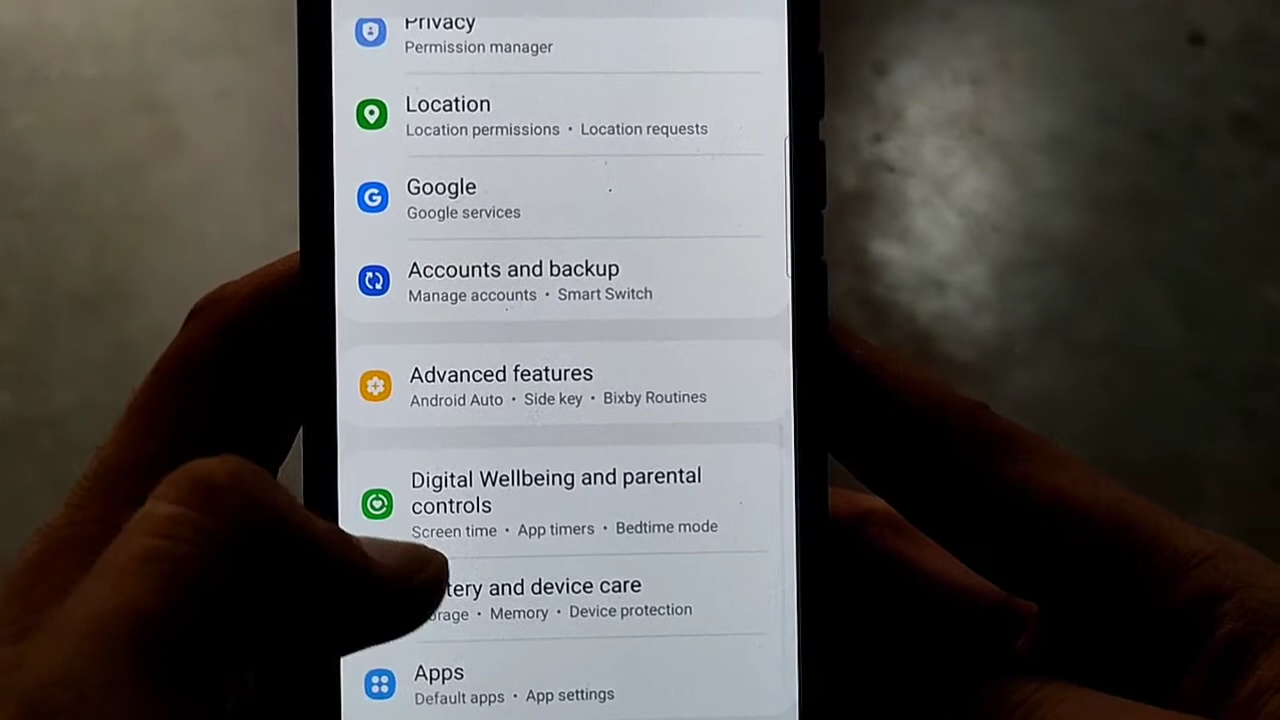 Privacy
Permission manager
Location
Location permissions • Location requests
Google
Google services
Accounts and backup
Manage accounts • Smart Switch
Advanced features
Android Auto • Side key • Bixby Routines
Digital Wellbeing and parental
controls
Screen time • App timers • Bedtime mode
tery and device care
rage • Memory • Device protection
Apps
Default apps • App settings